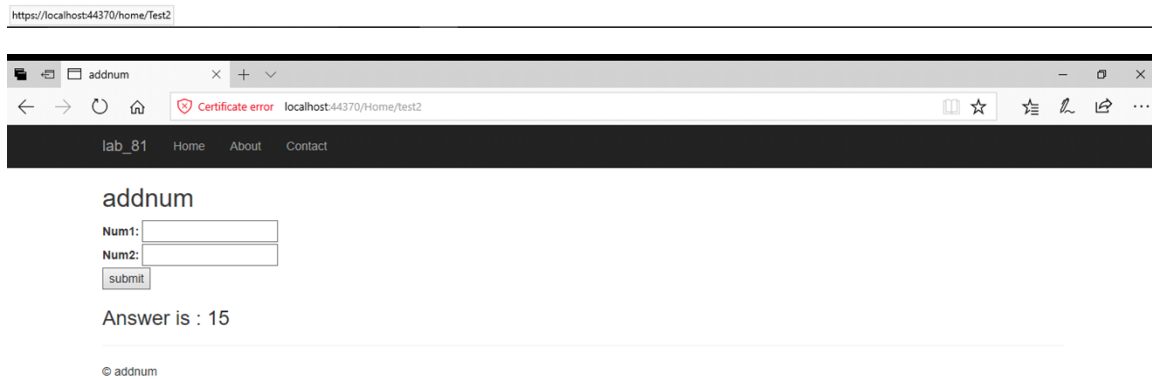 https://localhost:44370/home/Test2
addnum
Certificate error localhost:44370/Home/test2
lab_81 Home About Contact
addnum
Num1:
Num2:
submit
Answer is : 15
© addnum